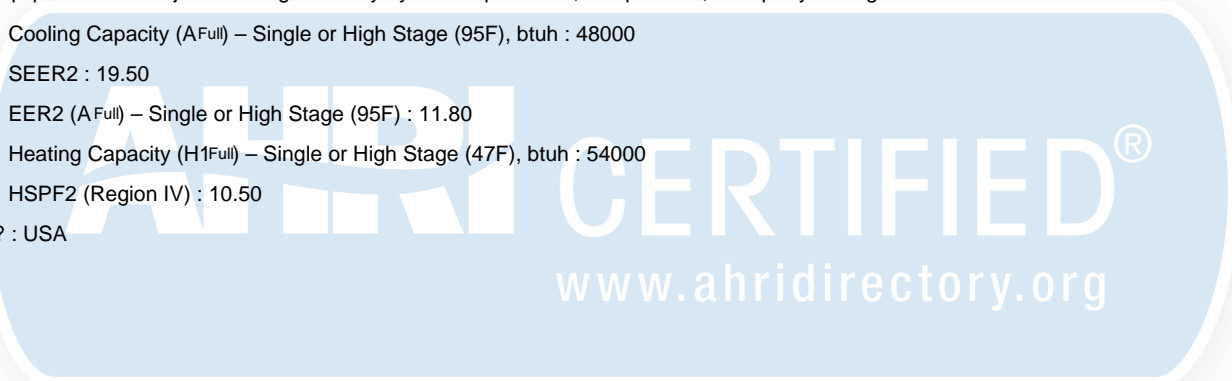 Cooling Capacity (AFull) – Single or High Stage (95F), btuh : 48000
SEER2 : 19.50
EER2 (AFull) – Single or High Stage (95F) : 11.80
Heating Capacity (H1Full) – Single or High Stage (47F), btuh : 54000
HSPF2 (Region IV) : 10.50
? : USA
AHRI CERTIFIED®
www.ahridirectory.org